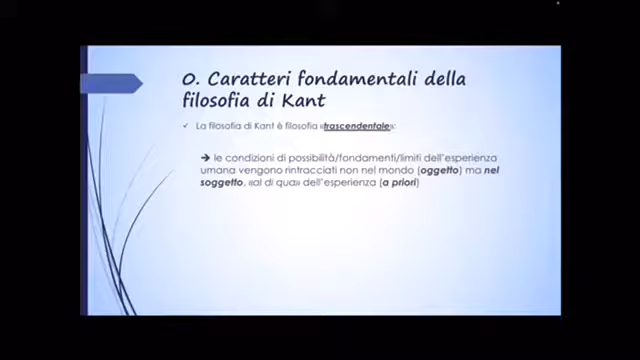 0. Caratteri fondamentali della
filosofia di Kant
✓ La filosofia di Kant è filosofia «trascendentale»:
➔ le condizioni di possibilità/fondamenti/limiti dell'esperienza
umana vengono rintracciati non nel mondo (oggetto) ma nel
soggetto, «al di qua» dell'esperienza (a priori)